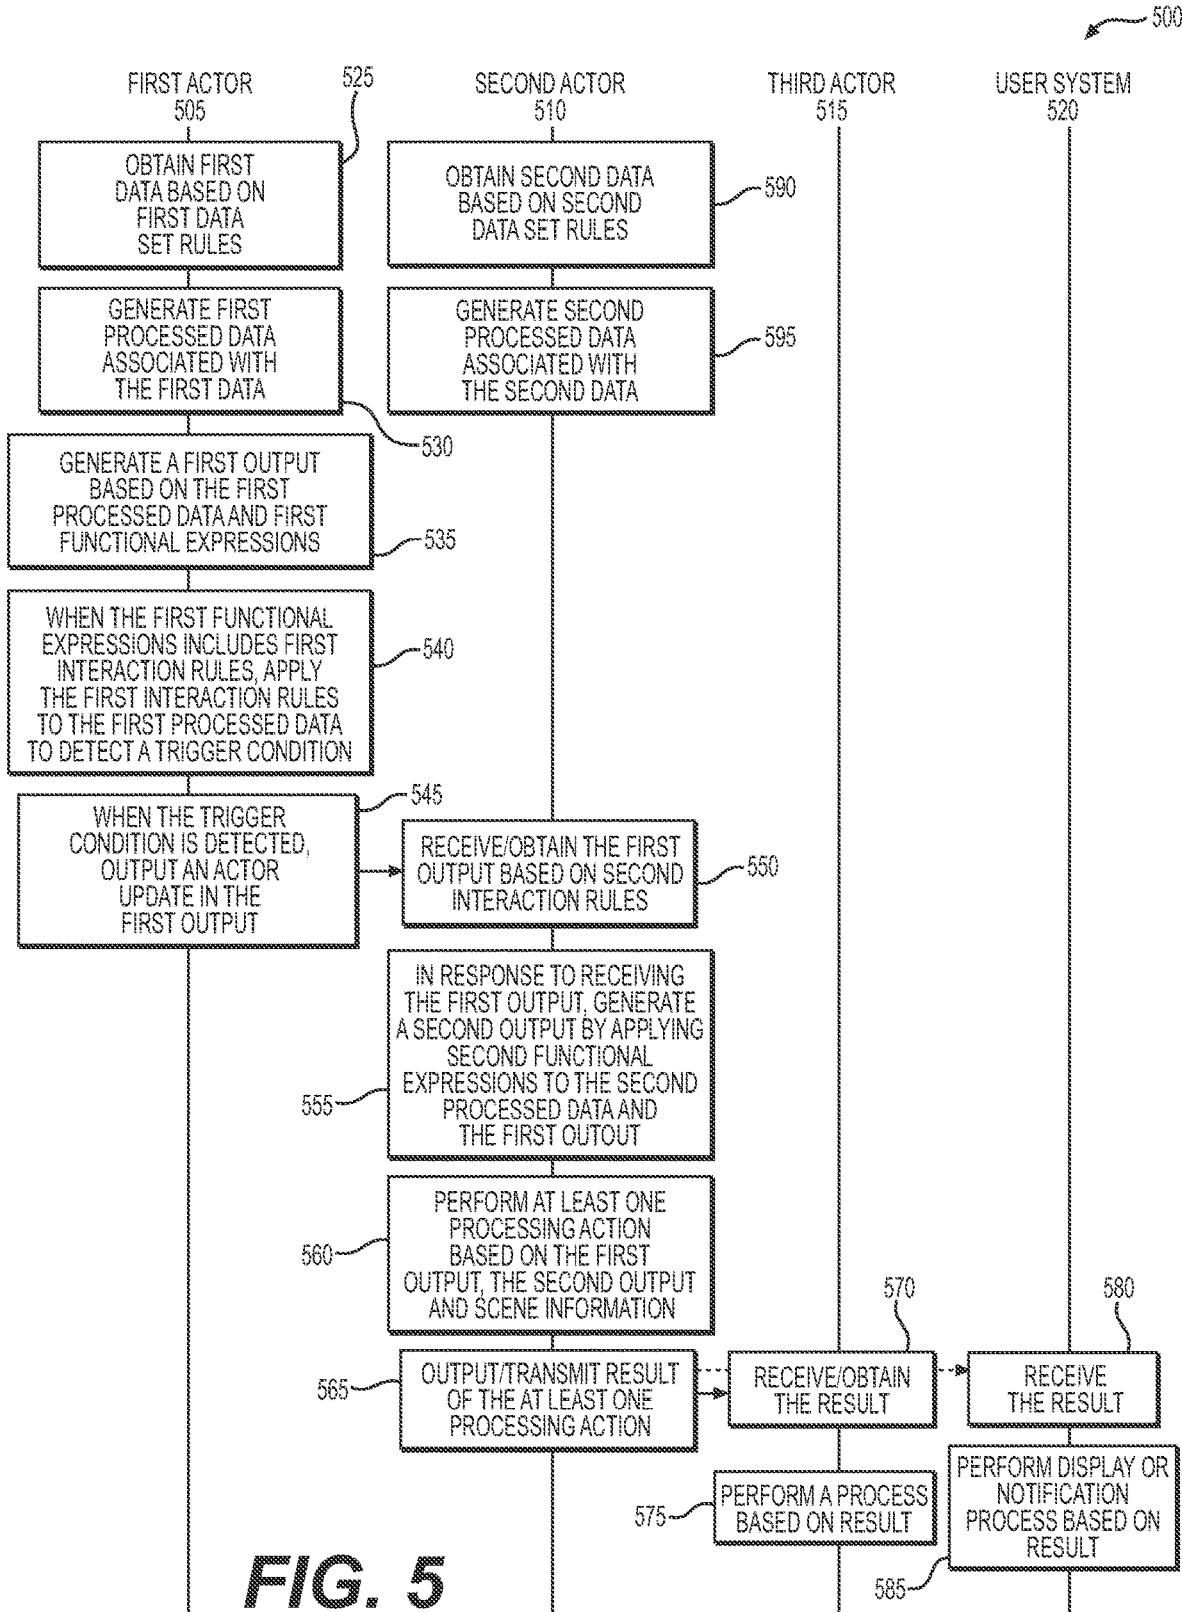 500
FIRST ACTOR
505
SECOND ACTOR
510
THIRD ACTOR
515
USER SYSTEM
520
525
OBTAIN FIRST
DATA BASED ON
FIRST DATA
SET RULES
OBTAIN SECOND DATA
BASED ON SECOND
DATA SET RULES
590
GENERATE FIRST
PROCESSED DATA
ASSOCIATED WITH
THE FIRST DATA
530
GENERATE SECOND
PROCESSED DATA
ASSOCIATED WITH
THE SECOND DATA
595
GENERATE A FIRST OUTPUT
BASED ON THE FIRST
PROCESSED DATA AND FIRST
FUNCTIONAL EXPRESSIONS
535
WHEN THE FIRST FUNCTIONAL
EXPRESSIONS INCLUDES FIRST
INTERACTION RULES, APPLY
THE FIRST INTERACTION RULES
TO THE FIRST PROCESSED DATA
TO DETECT A TRIGGER CONDITION
540
WHEN THE TRIGGER
CONDITION IS DETECTED,
OUTPUT AN ACTOR
UPDATE IN THE
FIRST OUTPUT
545
RECEIVE/OBTAIN THE FIRST
OUTPUT BASED ON SECOND
INTERACTION RULES
550
IN RESPONSE TO RECEIVING
THE FIRST OUTPUT, GENERATE
A SECOND OUTPUT BY APPLYING
SECOND FUNCTIONAL
EXPRESSIONS TO THE SECOND
PROCESSED DATA AND
THE FIRST OUTOUT
555
PERFORM AT LEAST ONE
PROCESSING ACTION
BASED ON THE FIRST
OUTPUT, THE SECOND OUTPUT
AND SCENE INFORMATION
560
OUTPUT/TRANSMIT RESULT
OF THE AT LEAST ONE
PROCESSING ACTION
565
570
RECEIVE/OBTAIN
THE RESULT
580
RECEIVE
THE RESULT
PERFORM A PROCESS
BASED ON RESULT
575
PERFORM DISPLAY OR
NOTIFICATION
PROCESS BASED ON
RESULT
585
FIG. 5